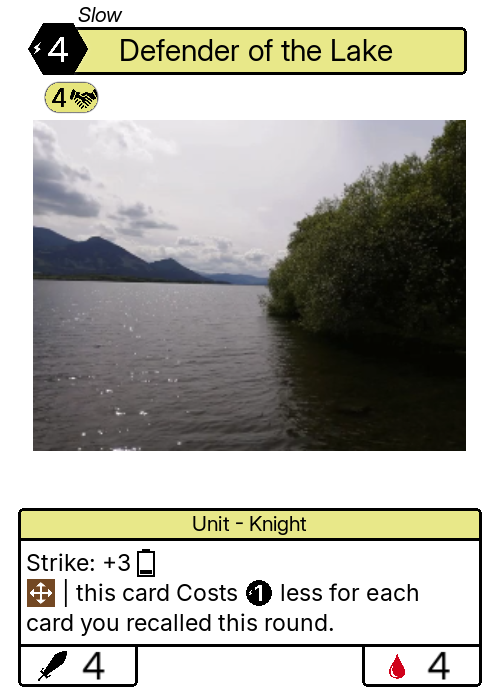 Slow
4 Defender of the Lake
4
Unit - Knight
Strike: +3
| this card Costs 1 less for each
card you recalled this round.
4 4